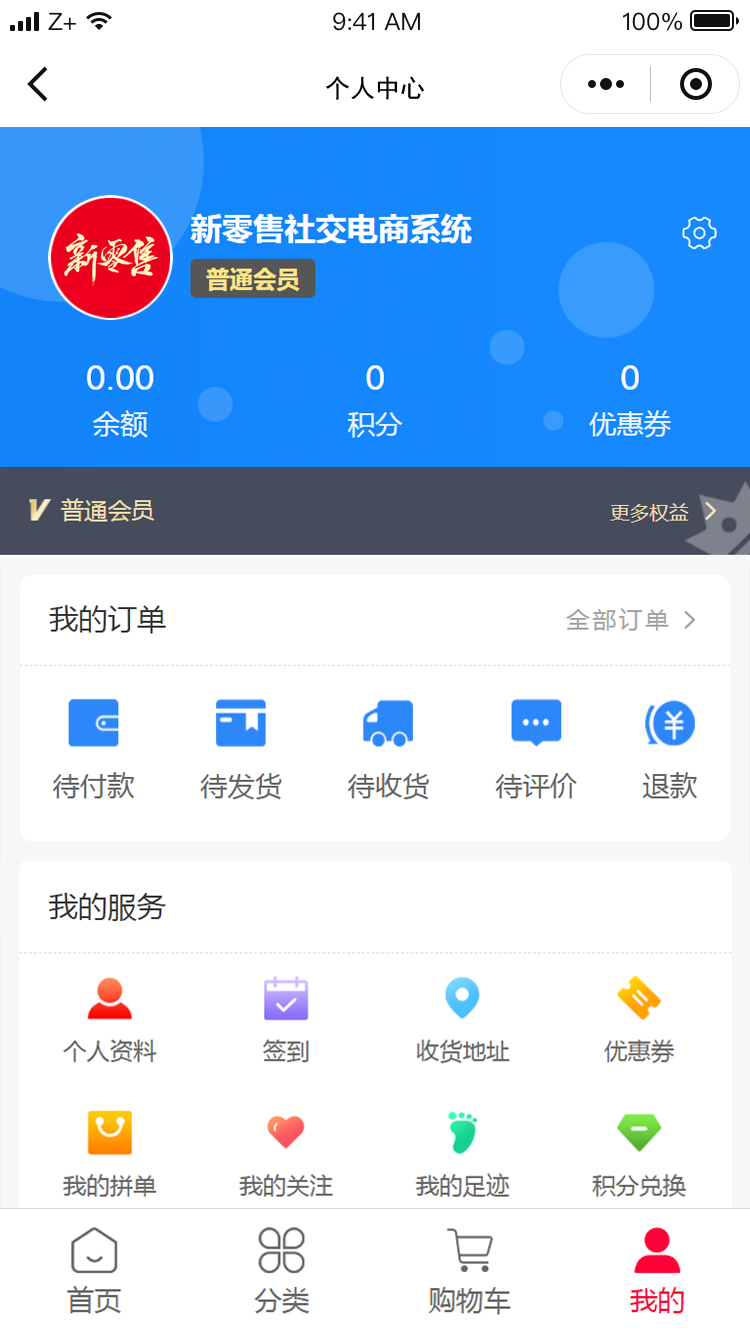 Z+ 9:41 AM 100%
个人中心
新零售
新零售社交电商系统
普通会员
0.00 0 0
余额 积分 优惠券
V 普通会员 更多权益
我的订单 全部订单
待付款 待发货 待收货 待评价 退款
我的服务
个人资料 签到 收货地址 优惠券
我的拼单 我的关注 我的足迹 积分兑换
首页 分类 购物车 我的